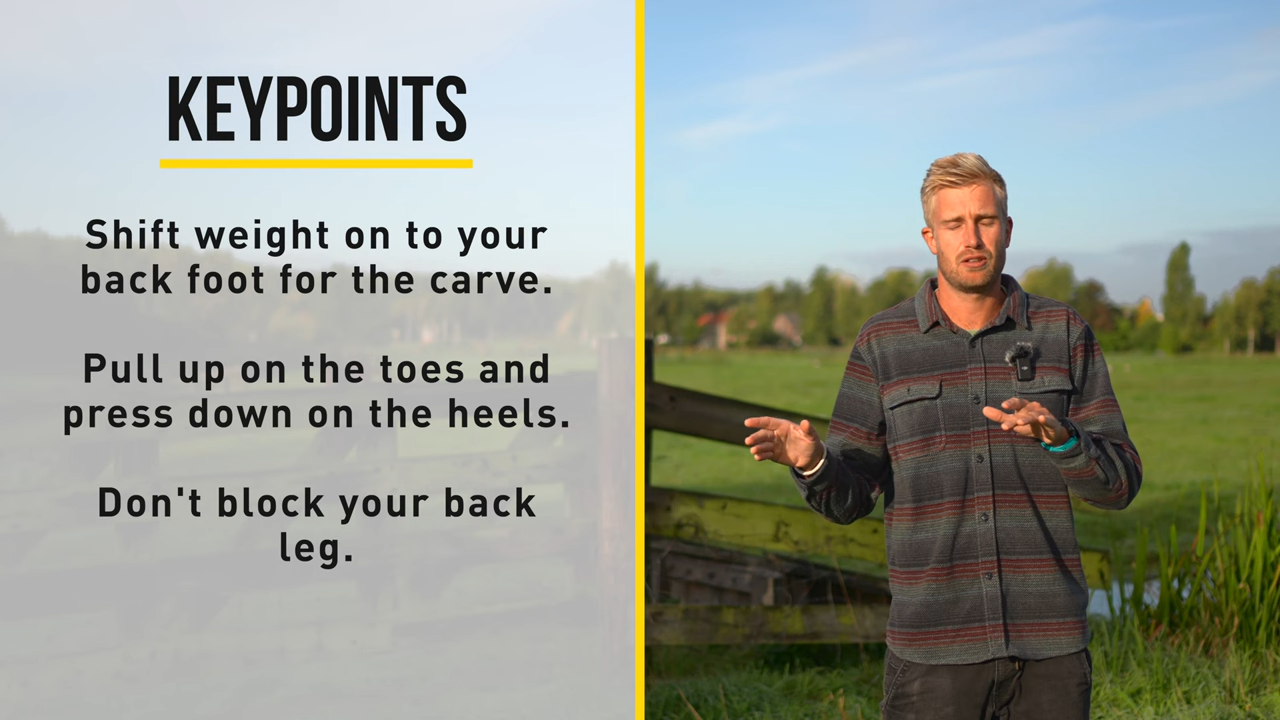 KEYPOINTS
Shift weight on to your
back foot for the carve.
Pull up on the toes and
press down on the heels.
Don't block your back
leg.